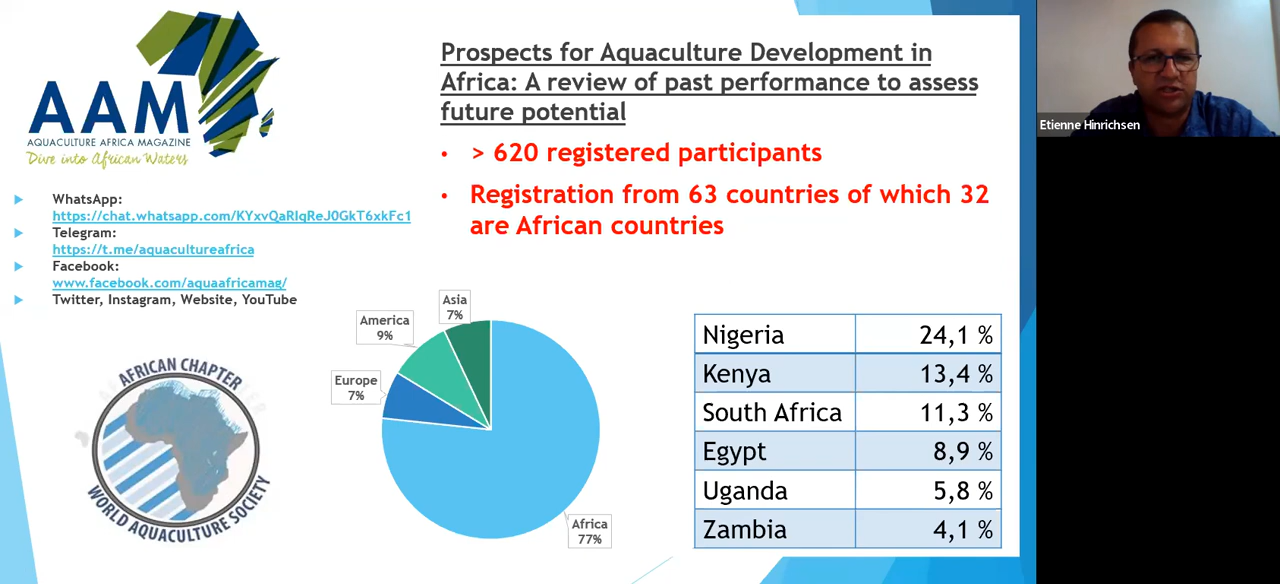 AAM
AQUACULTURE AFRICA MAGAZINE
Dive into African Waters
WhatsApp:
https://chat.whatsapp.com/KYxvQaRlqReJ0GkT6xkFc1
Telegram:
https://t.me/aquacultureafrica
Facebook:
www.facebook.com/aquaafricamag/
Twitter, Instagram, Website, YouTube
AFRICAN CHAPTER
WORLD AQUACULTURE SOCIETY
Prospects for Aquaculture Development in
Africa: A review of past performance to assess
future potential
• > 620 registered participants
• Registration from 63 countries of which 32
are African countries
Asia
7%
America
9%
Europe
7%
Africa
77%
Nigeria 24,1 %
Kenya 13,4 %
South Africa 11,3 %
Egypt 8,9 %
Uganda 5,8 %
Zambia 4,1 %
Etienne Hinrichsen